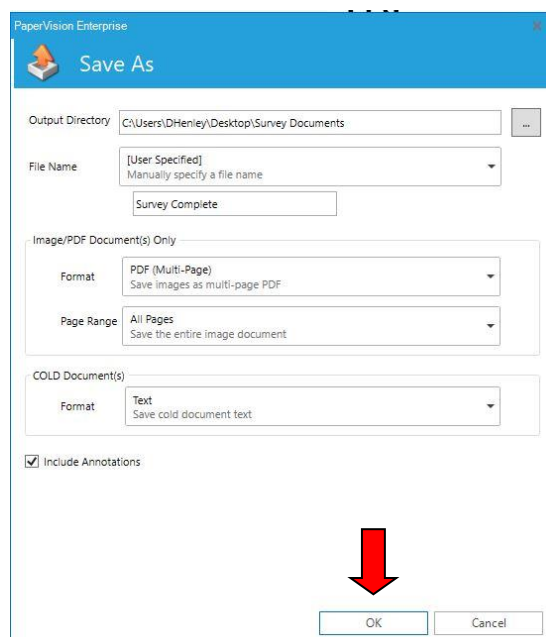 PaperVision Enterprise
Save As
Output Directory C:\Users\DHenley\Desktop\Survey Documents ...
File Name [User Specified]
Manually specify a file name
Survey Complete
Image/PDF Document(s) Only
Format PDF (Multi-Page)
Save images as multi-page PDF
Page Range All Pages
Save the entire image document
COLD Document(s)
Format Text
Save cold document text
Include Annotations
OK Cancel